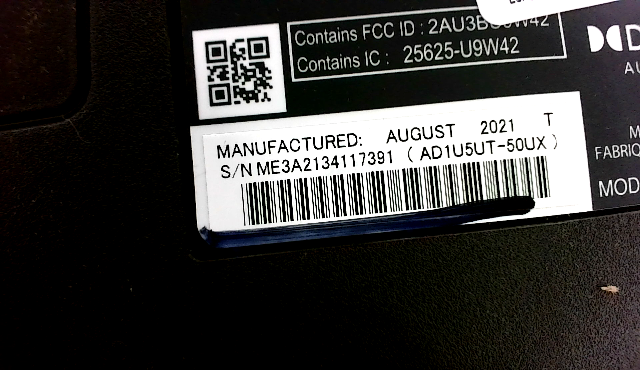 Contains FCC ID : 2AU3B
Contains IC : 25625-U9W42
MANUFACTURED: AUGUST 2021 T
S/N ME3A2134117391 ( AD1U5UT-50UX )